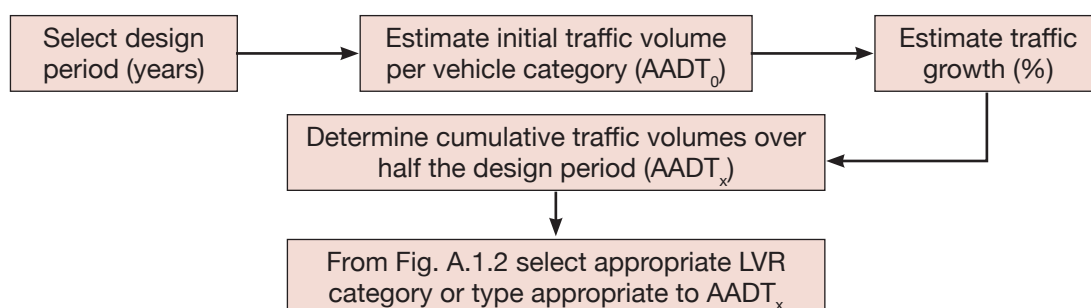 Select design
period (years)
Estimate initial traffic volume
per vehicle category (AADT₀)
Estimate traffic
growth (%)
Determine cumulative traffic volumes over
half the design period (AADTₓ)
From Fig. A.1.2 select appropriate LVR
category or type appropriate to AADTₓ